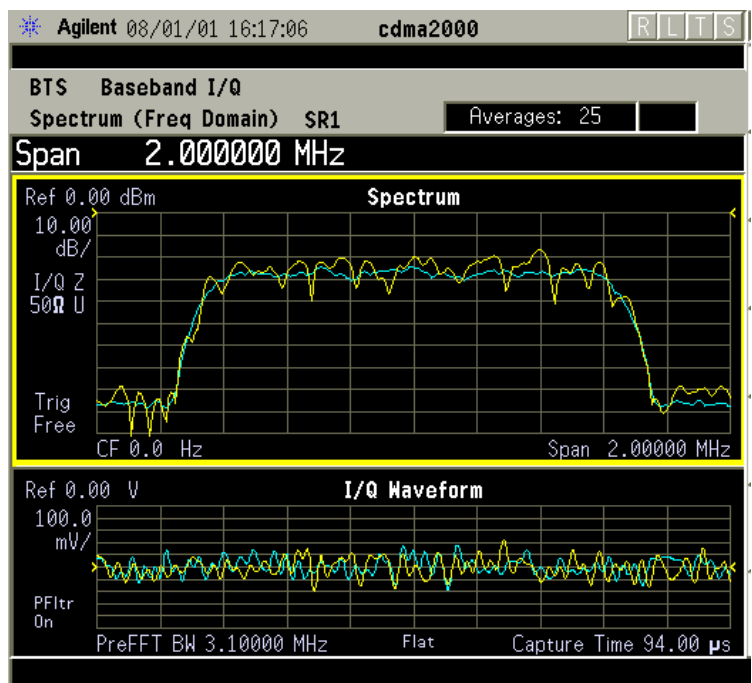 Agilent 08/01/01 16:17:06 cdma2000 R L T S
BTS Baseband I/Q
Spectrum (Freq Domain) SR1 Averages: 25
Span 2.000000 MHz
Ref 0.00 dBm Spectrum
10.00
dB/
I/Q Z
50Ω U
Trig
Free
CF 0.0 Hz Span 2.00000 MHz
Ref 0.00 V I/Q Waveform
100.0
mV/
PFltr
On
PreFFT BW 3.10000 MHz Flat Capture Time 94.00 μs